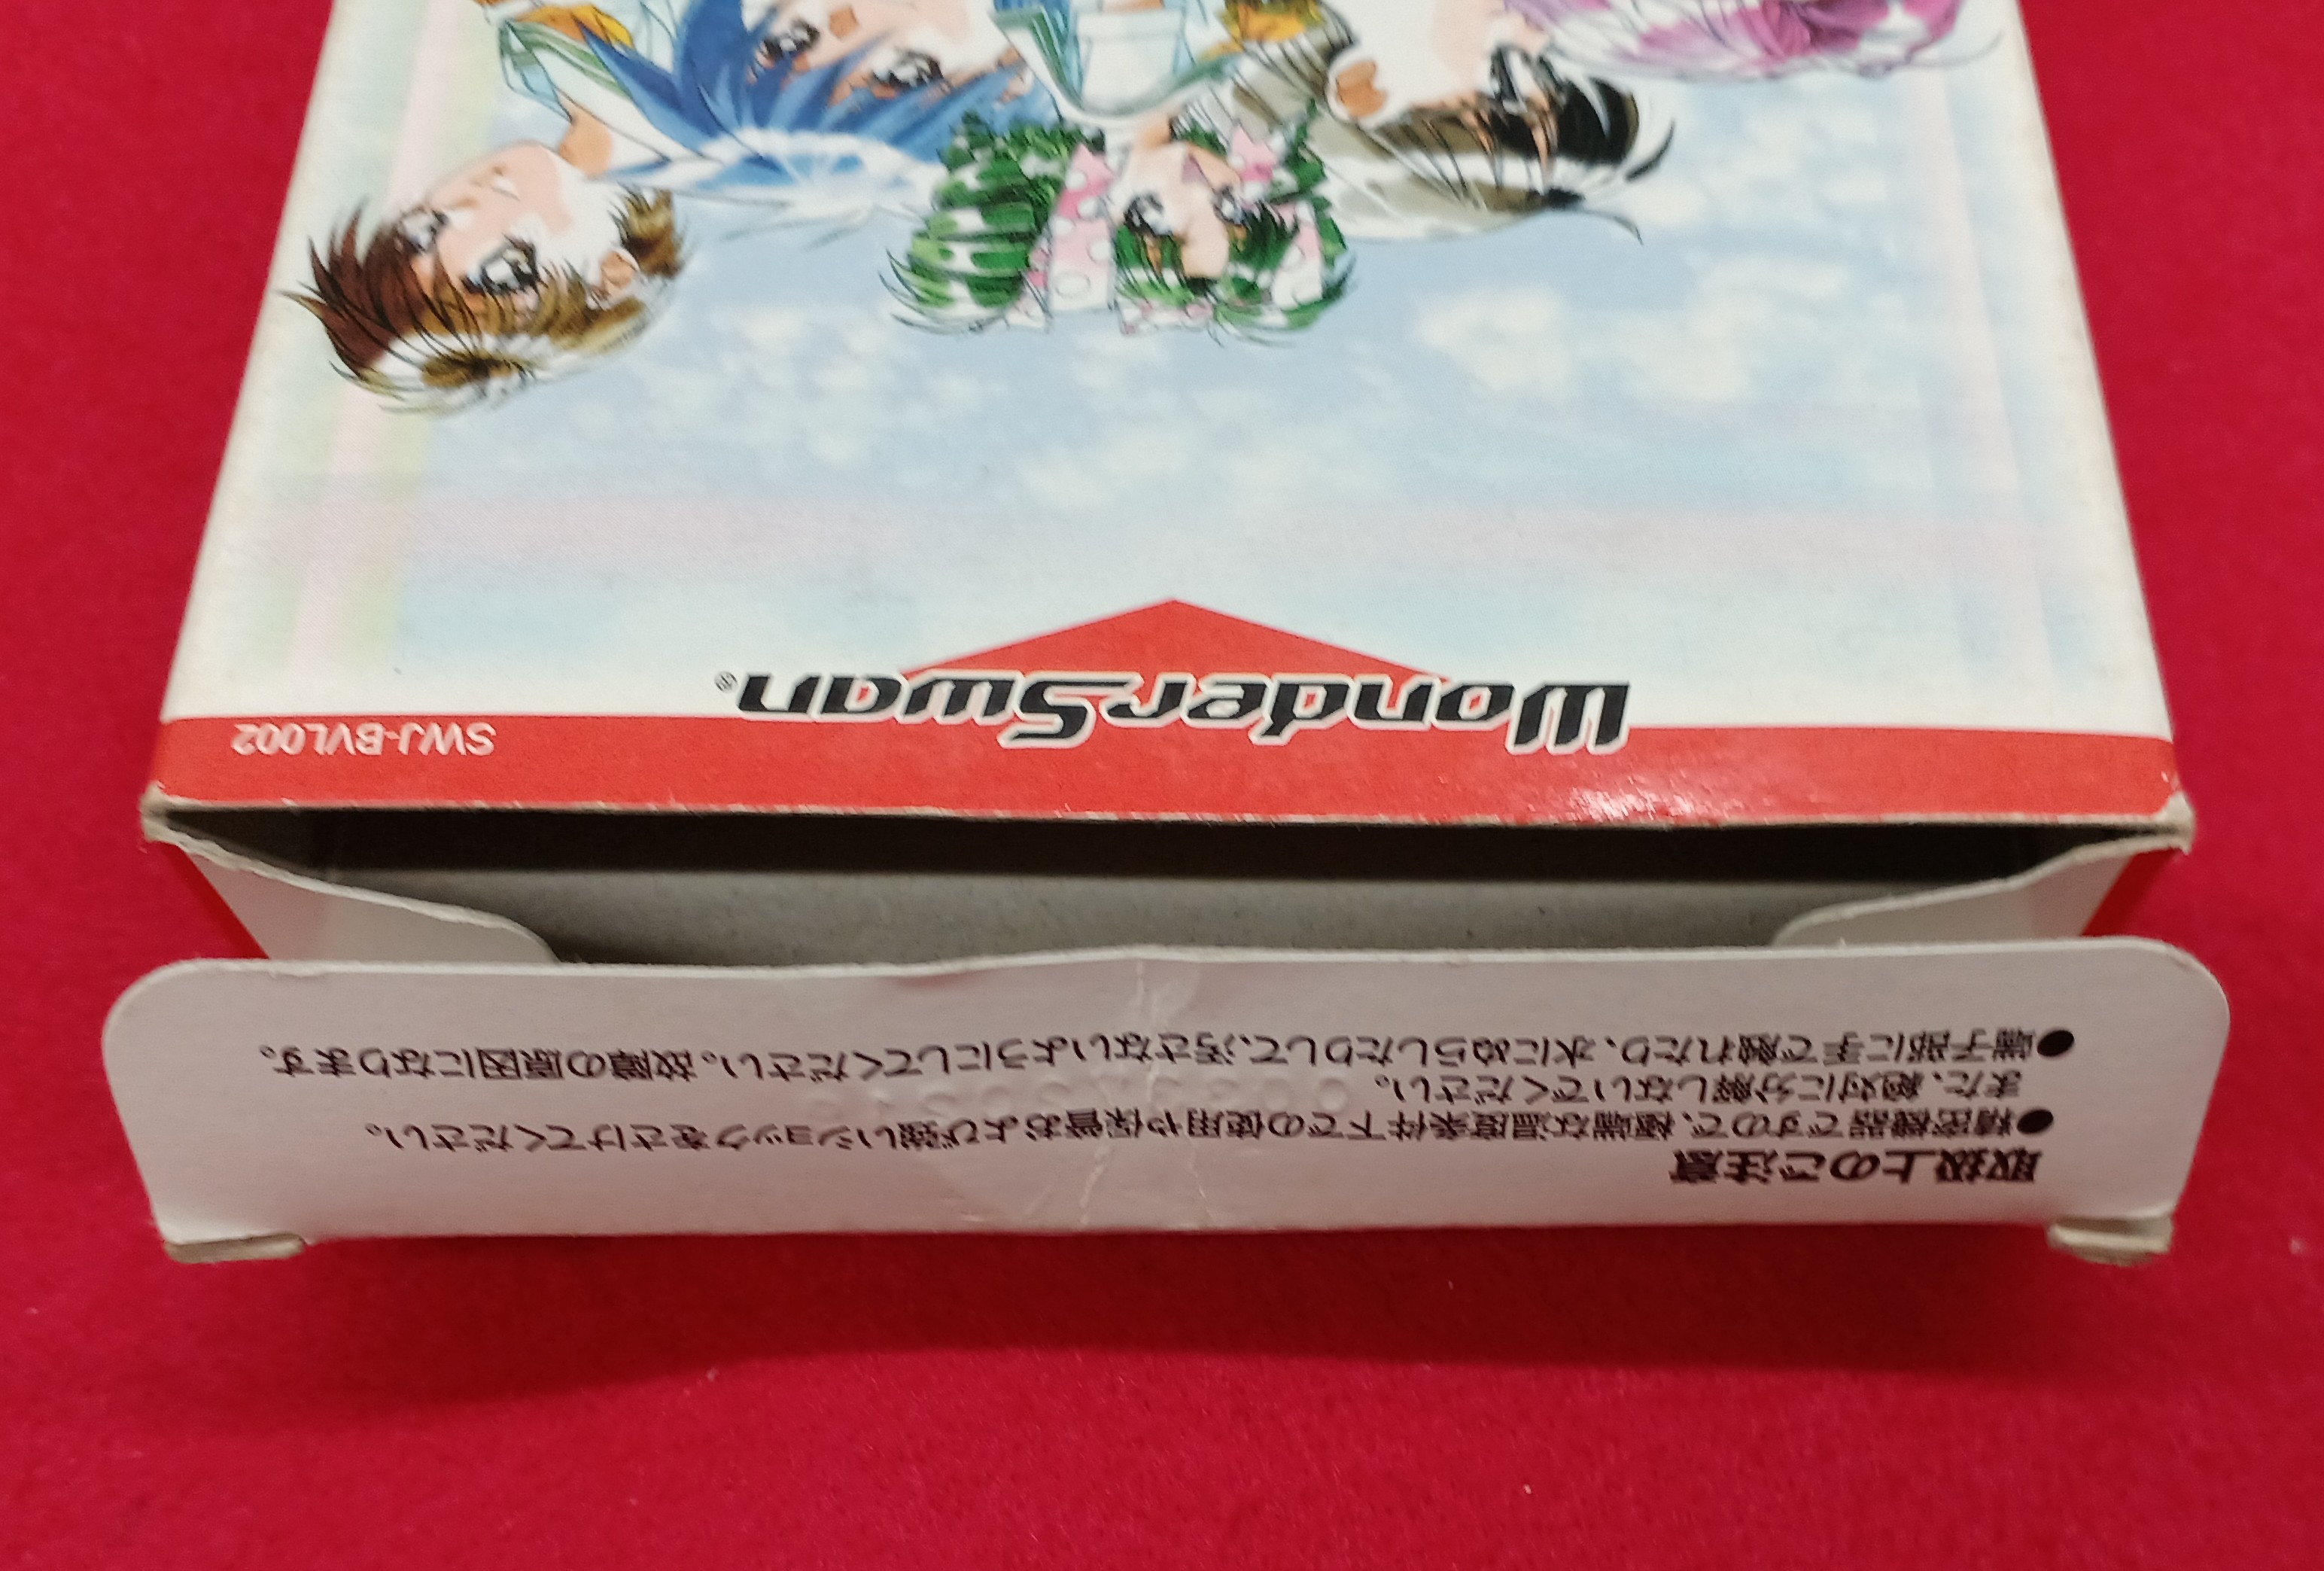 取扱上のご注意
●精密機器ですので、極端な温度条件下での使用や保管および強いショックをさけてください。
また、絶対に分解しないでください。
●端子部に手で触れたり、水にぬらしたりして、汚さないようにしてください。故障の原因になります。
SWJ-BVL002
WonderSwan®